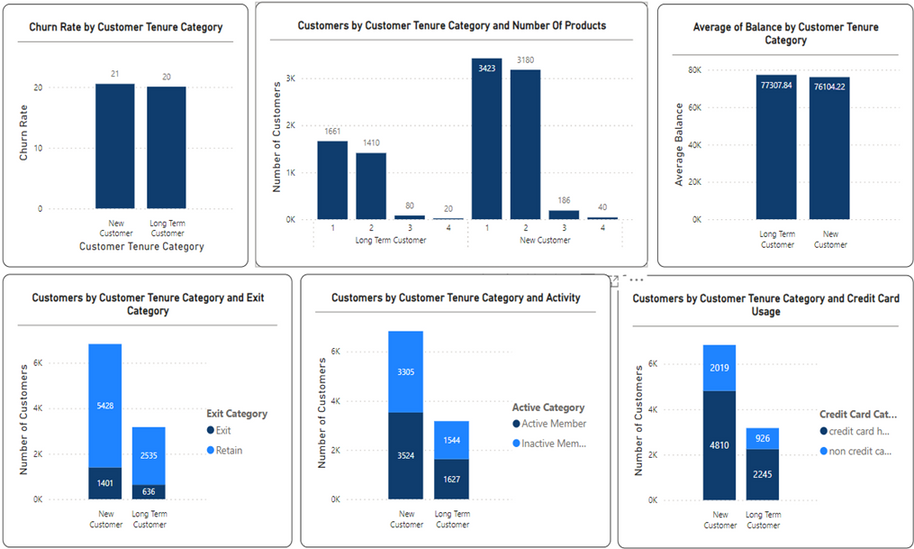 Churn Rate by Customer Tenure Category
Churn Rate
20
10
0
21
20
New
Customer
Long Term
Customer
Customer Tenure Category
Customers by Customer Tenure Category and Number Of Products
Number of Customers
3K
2K
1K
0K
1661
1410
80
20
3423
3180
186
40
1
2
3
4
1
2
3
4
Long Term Customer
New Customer
Average of Balance by Customer Tenure
Category
Average Balance
80K
60K
40K
20K
0K
77307.84
76104.22
Long Term
Customer
New
Customer
Customers by Customer Tenure Category and Exit
Category
Number of Customers
6K
4K
2K
0K
5428
1401
2535
636
New
Customer
Long Term
Customer
Exit Category
Exit
Retain
Customers by Customer Tenure Category and Activity
Number of Customers
6K
4K
2K
0K
3305
3524
1544
1627
New
Customer
Long Term
Customer
Active Category
Active Member
Inactive Mem...
Customers by Customer Tenure Category and Credit Card
Usage
Number of Customers
6K
4K
2K
0K
2019
4810
926
2245
New
Customer
Long Term
Customer
Credit Card Cat...
credit card h...
non credit ca...